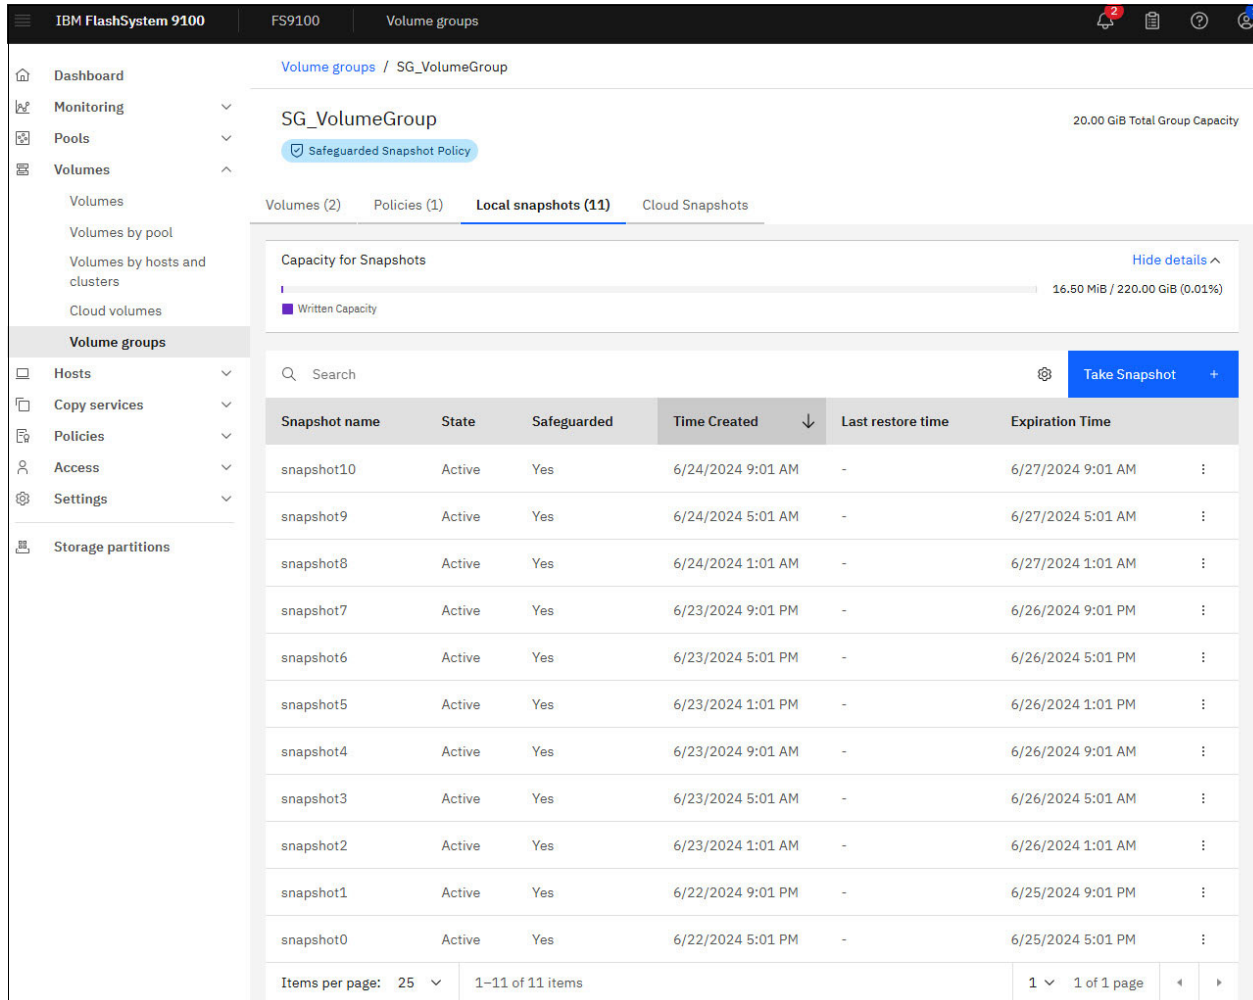 IBM FlashSystem 9100 FS9100 Volume groups 2
Dashboard
Monitoring
Pools
Volumes
Volumes
Volumes by pool
Volumes by hosts and
clusters
Cloud volumes
Volume groups
Hosts
Copy services
Policies
Access
Settings
Storage partitions
Volume groups / SG_VolumeGroup
SG_VolumeGroup
20.00 GiB Total Group Capacity
Safeguarded Snapshot Policy
Volumes (2) Policies (1) Local snapshots (11) Cloud Snapshots
Capacity for Snapshots Hide details
16.50 MiB / 220.00 GiB (0.01%)
Written Capacity
Search Take Snapshot +
Snapshot name State Safeguarded Time Created Last restore time Expiration Time
snapshot10 Active Yes 6/24/2024 9:01 AM - 6/27/2024 9:01 AM
snapshot9 Active Yes 6/24/2024 5:01 AM - 6/27/2024 5:01 AM
snapshot8 Active Yes 6/24/2024 1:01 AM - 6/27/2024 1:01 AM
snapshot7 Active Yes 6/23/2024 9:01 PM - 6/26/2024 9:01 PM
snapshot6 Active Yes 6/23/2024 5:01 PM - 6/26/2024 5:01 PM
snapshot5 Active Yes 6/23/2024 1:01 PM - 6/26/2024 1:01 PM
snapshot4 Active Yes 6/23/2024 9:01 AM - 6/26/2024 9:01 AM
snapshot3 Active Yes 6/23/2024 5:01 AM - 6/26/2024 5:01 AM
snapshot2 Active Yes 6/23/2024 1:01 AM - 6/26/2024 1:01 AM
snapshot1 Active Yes 6/22/2024 9:01 PM - 6/25/2024 9:01 PM
snapshot0 Active Yes 6/22/2024 5:01 PM - 6/25/2024 5:01 PM
Items per page: 25 1–11 of 11 items 1 1 of 1 page